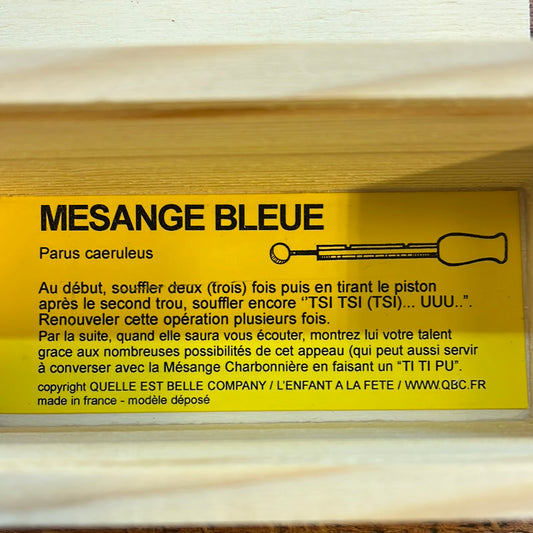 MESANGE BLEUE
Parus caeruleus
Au début, souffler deux (trois) fois puis en tirant le piston
après le second trou, souffler encore ‘’TSI TSI (TSI)... UUU..”.
Renouveler cette opération plusieurs fois.
Par la suite, quand elle saura vous écouter, montrez lui votre talent
grace aux nombreuses possibilités de cet appeau (qui peut aussi servir
à converser avec la Mésange Charbonnière en faisant un “TI TI PU”.
copyright QUELLE EST BELLE COMPANY / L'ENFANT A LA FETE / WWW.QBC.FR
made in france - modèle déposé